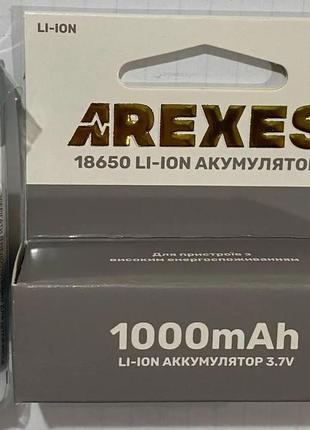 LI-ION
AREXES
18650 LI-ION АКУМУЛЯТОР
Для пристроїв з
високим енергоспоживанням
1000mAh
LI-ION АККУМУЛЯТОР 3.7V